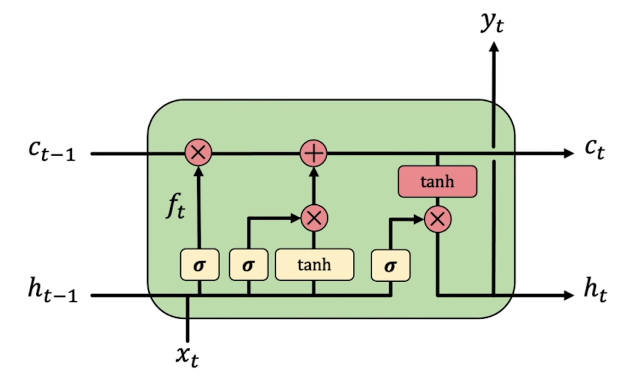 y_t
c_{t-1} × + c_t
tanh
f_t × ×
σ σ tanh σ
h_{t-1} h_t
x_t